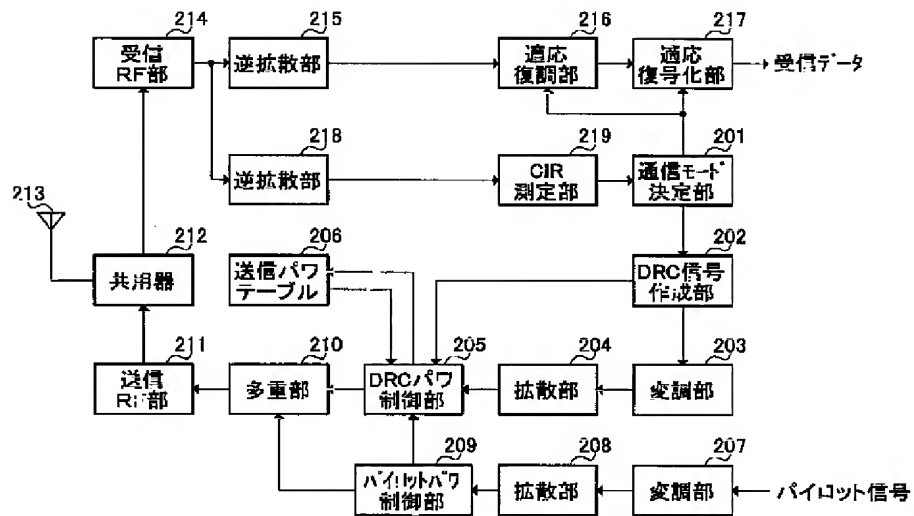 214
受信
RF部
215
逆拡散部
216
適応
復調部
217
適応
復号化部
受信データ
218
逆拡散部
219
CIR
測定部
201
通信モード
決定部
213
212
共用器
206
送信パワ
テーブル
202
DRC信号
作成部
211
送信
RF部
210
多重部
205
DRCパワ
制御部
204
拡散部
203
変調部
209
パイロットパワ
制御部
208
拡散部
207
変調部
パイロット信号